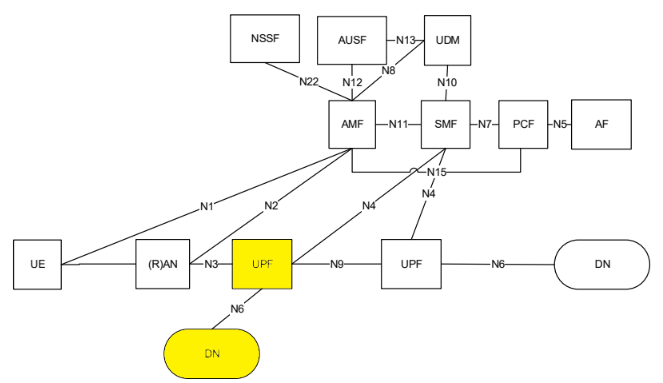 NSSF
AUSF
N13
UDM
N22
N12
N8
N10
AMF
N11
SMF
N7
PCF
N5
AF
N15
N1
N2
N4
N4
UE
(R)AN
N3
UPF
N9
UPF
N6
DN
N6
DN